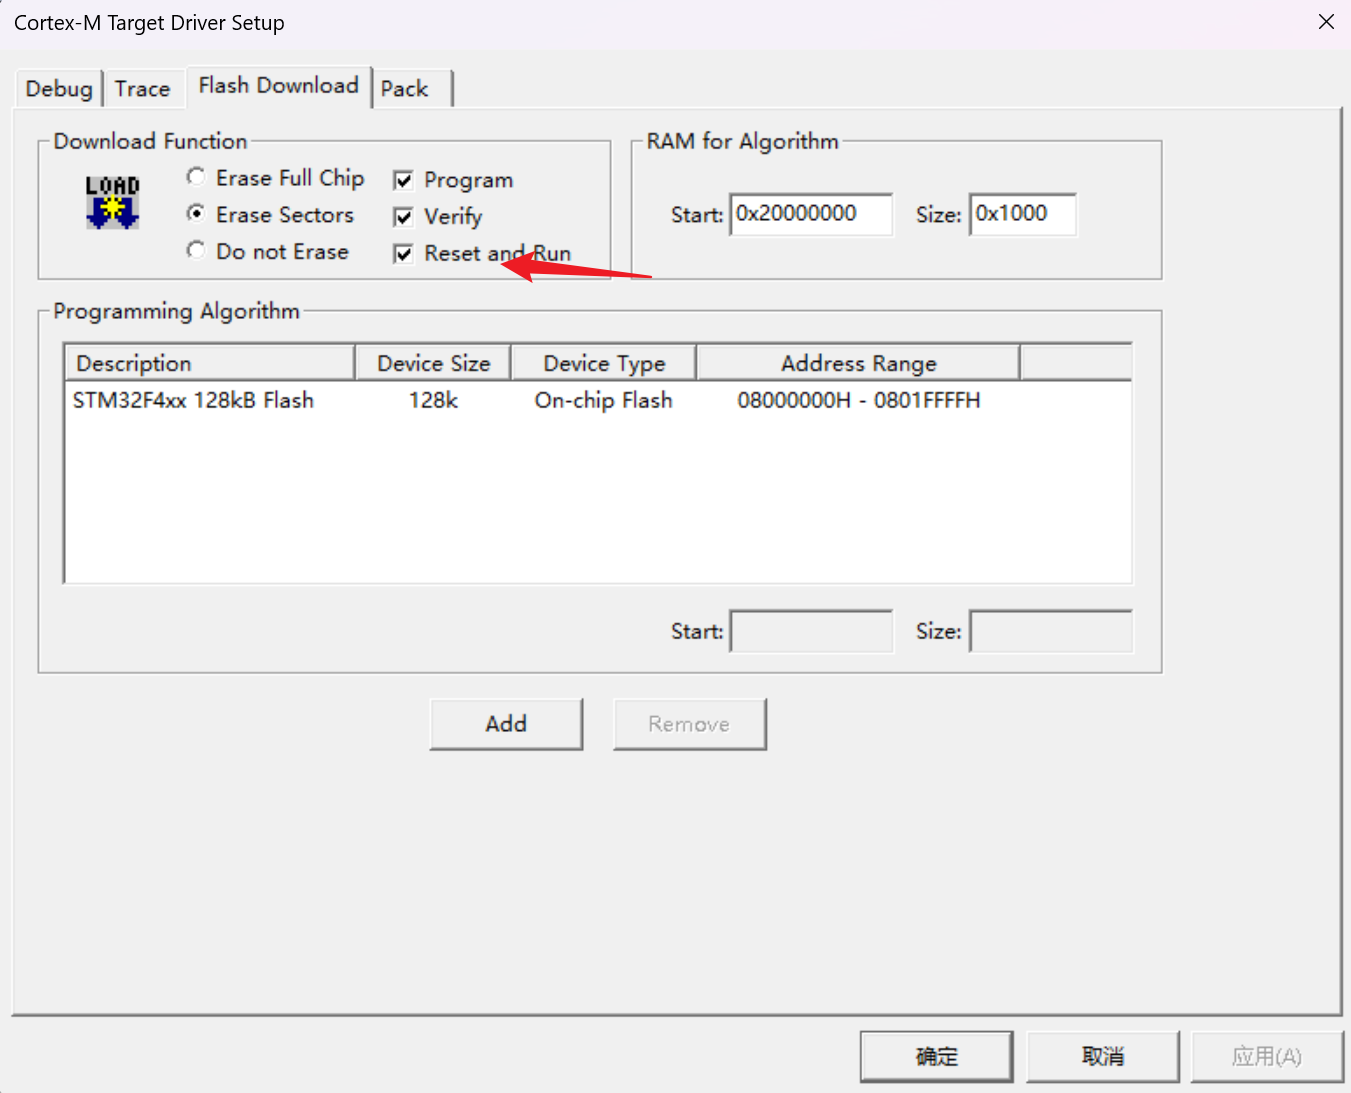 Cortex-M Target Driver Setup
Debug Trace Flash Download Pack
Download Function
LOAD
Erase Full Chip
Erase Sectors
Do not Erase
Program
Verify
Reset and Run
RAM for Algorithm
Start: 0x20000000 Size: 0x1000
Programming Algorithm
Description Device Size Device Type Address Range
STM32F4xx 128kB Flash 128k On-chip Flash 08000000H - 0801FFFFH
Start: Size:
Add Remove
确定 取消 应用(A)